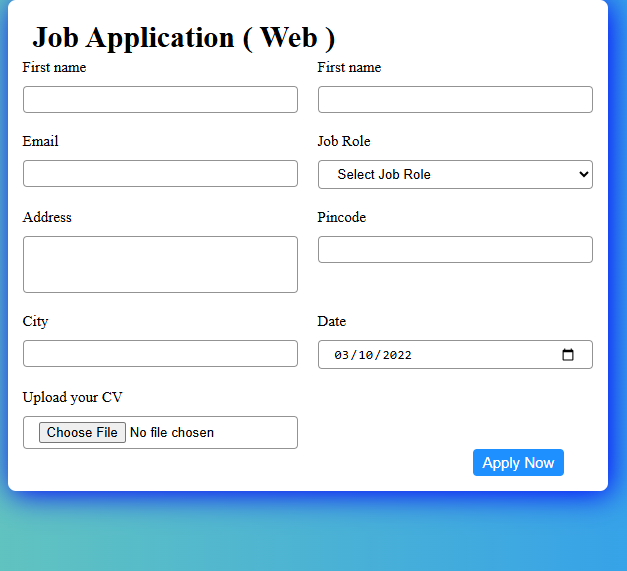 Job Application ( Web )
First name First name
Email Job Role
Select Job Role
Address Pincode
City Date
03/10/2022
Upload your CV
Choose File No file chosen
Apply Now